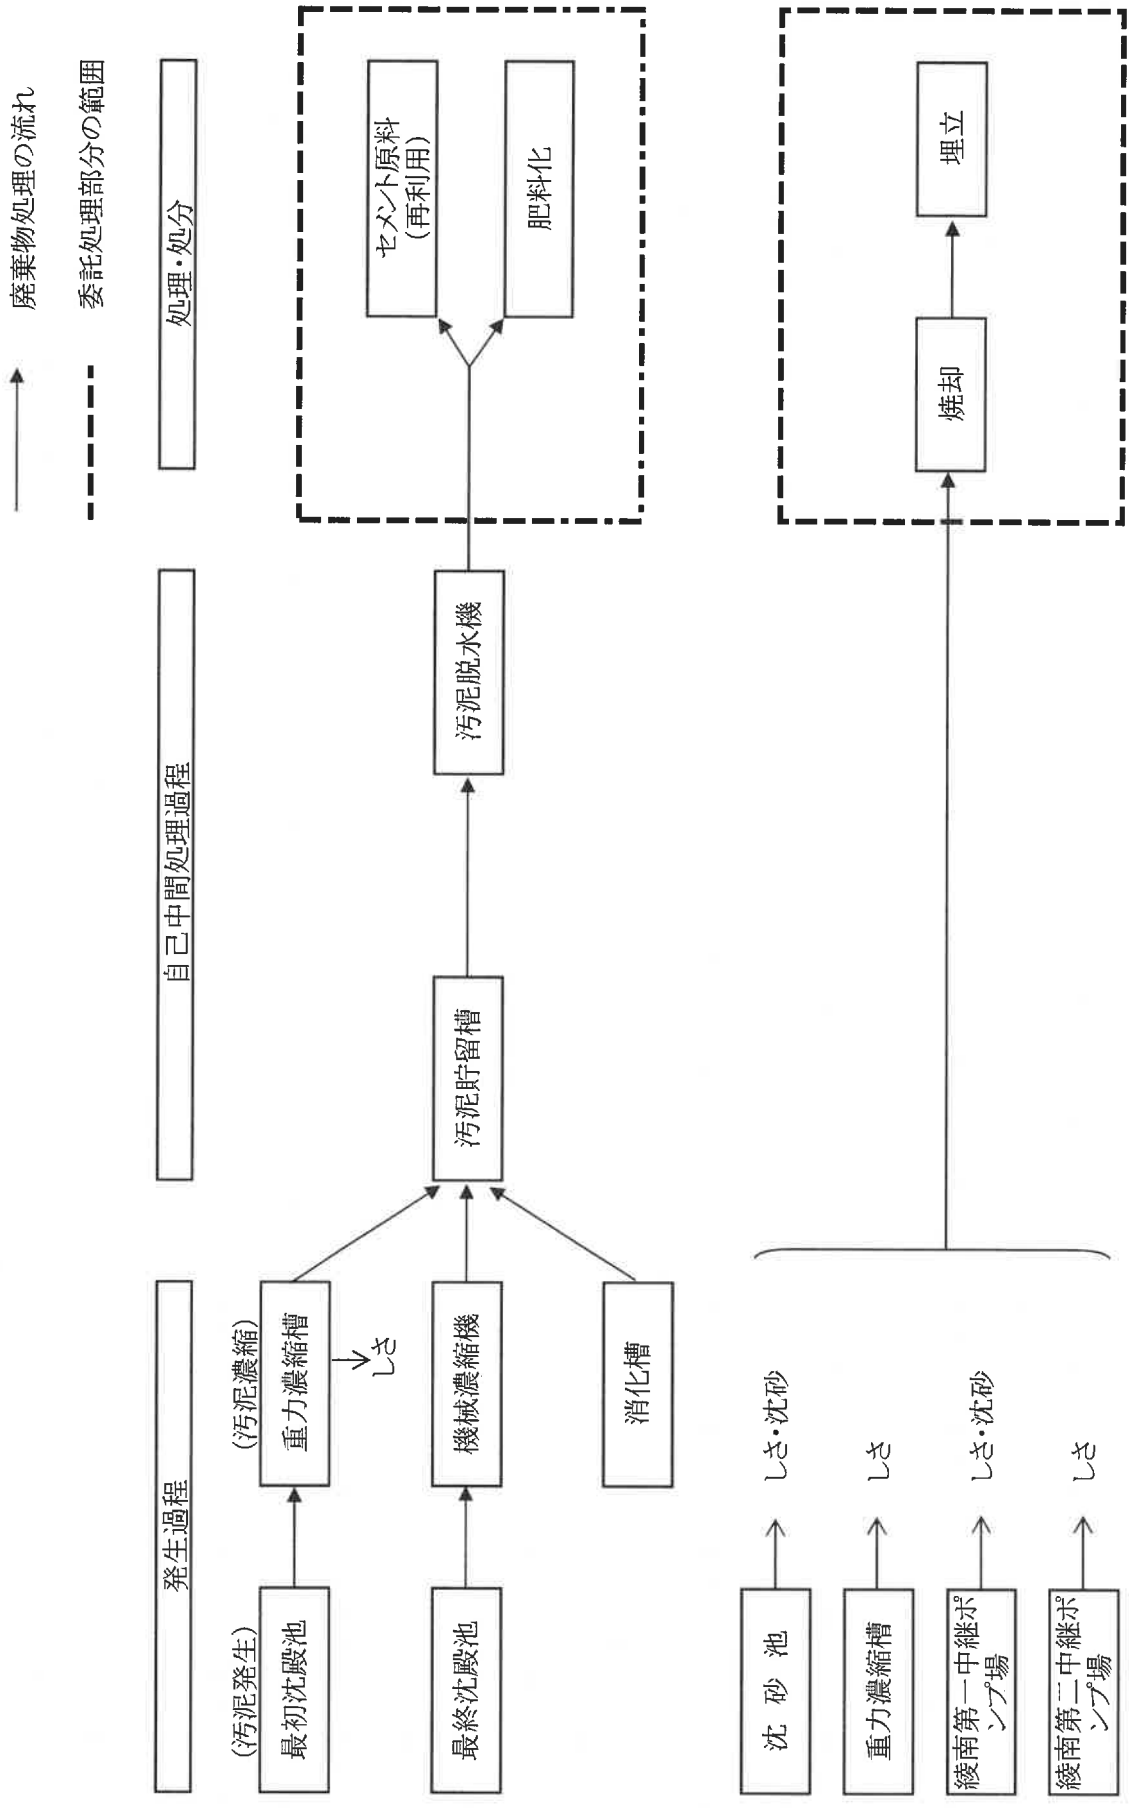 廃棄物処理の流れ
委託処理部分の範囲
発生過程
自己中間処理過程
処理・処分
(汚泥発生)
(汚泥濃縮)
最初沈殿池
重力濃縮槽
しさ
最終沈殿池
機械濃縮機
消化槽
汚泥貯留槽
汚泥脱水機
セメント原料
(再利用)
肥料化
沈 砂 池
しさ・沈砂
重力濃縮槽
しさ
綾南第一中継ポ
ンプ場
しさ・沈砂
綾南第二中継ポ
ンプ場
しさ
焼却
埋立